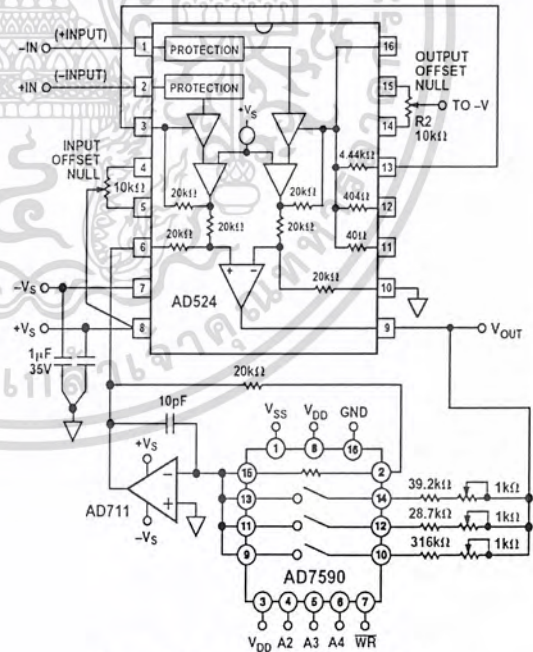 (+INPUT)
–IN
1
PROTECTION
16
OUTPUT
OFFSET
NULL
(–INPUT)
+IN
2
PROTECTION
+VS
15
TO –V
R2
10kΩ
3
14
INPUT
OFFSET
NULL
4
4.44kΩ
13
10kΩ
5
20kΩ
20kΩ
404Ω
12
20kΩ
20kΩ
40Ω
11
6
20kΩ
20kΩ
10
–VS
7
+
–
AD524
+VS
8
9
VOUT
1μF
35V
20kΩ
10pF
VSS
VDD
GND
1
8
15
+VS
16
2
–
+
AD711
–VS
13
14
39.2kΩ
1kΩ
11
12
28.7kΩ
1kΩ
9
10
316kΩ
1kΩ
AD7590
3
4
5
6
7
VDD
A2
A3
A4
WR